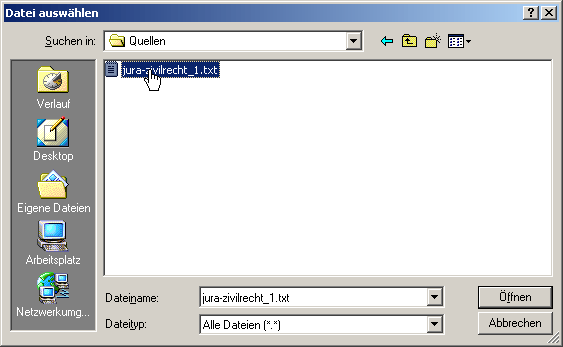 Datei auswählen
Suchen in:
Quellen
Verlauf
Desktop
Eigene Dateien
Arbeitsplatz
Netzwerkumg...
jura-zivilrecht_1.txt
Dateiname:
jura-zivilrecht_1.txt
Öffnen
Dateityp:
Alle Dateien (*.*)
Abbrechen